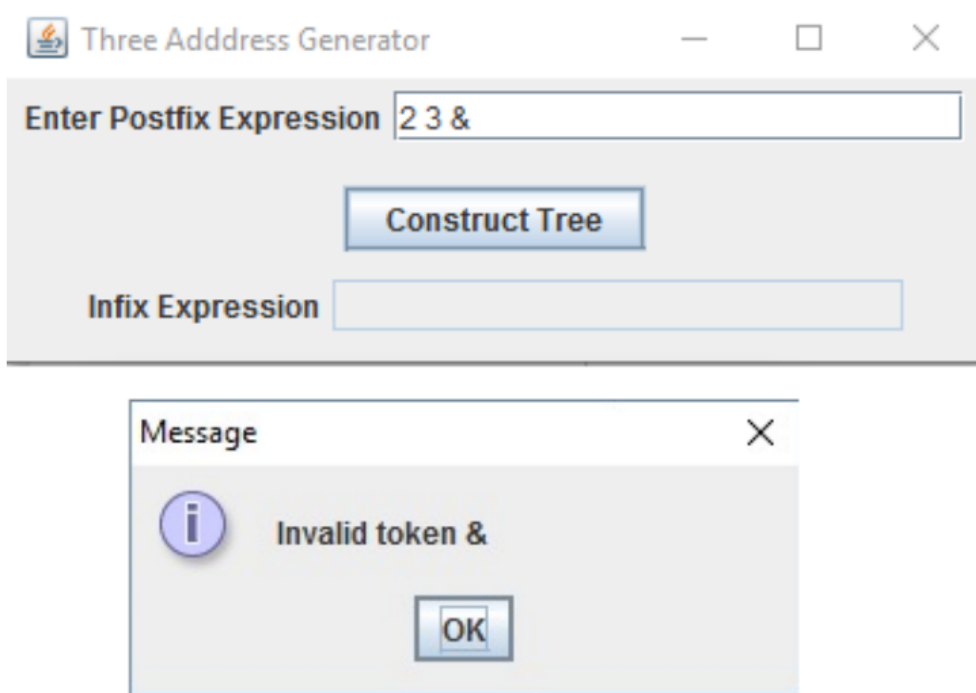 Three Adddress Generator
Enter Postfix Expression 2 3 &
Construct Tree
Infix Expression
Message
i
Invalid token &
OK